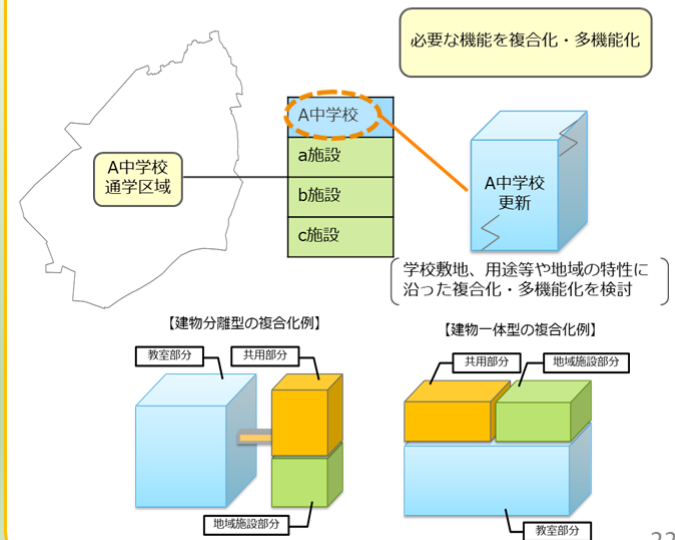 必要な機能を複合化・多機能化
A中学校
通学区域
A中学校
a施設
b施設
c施設
A中学校
更新
学校敷地、用途等や地域の特性に
沿った複合化・多機能化を検討
【建物分離型の複合化例】
教室部分
共用部分
地域施設部分
【建物一体型の複合化例】
共用部分
地域施設部分
教室部分